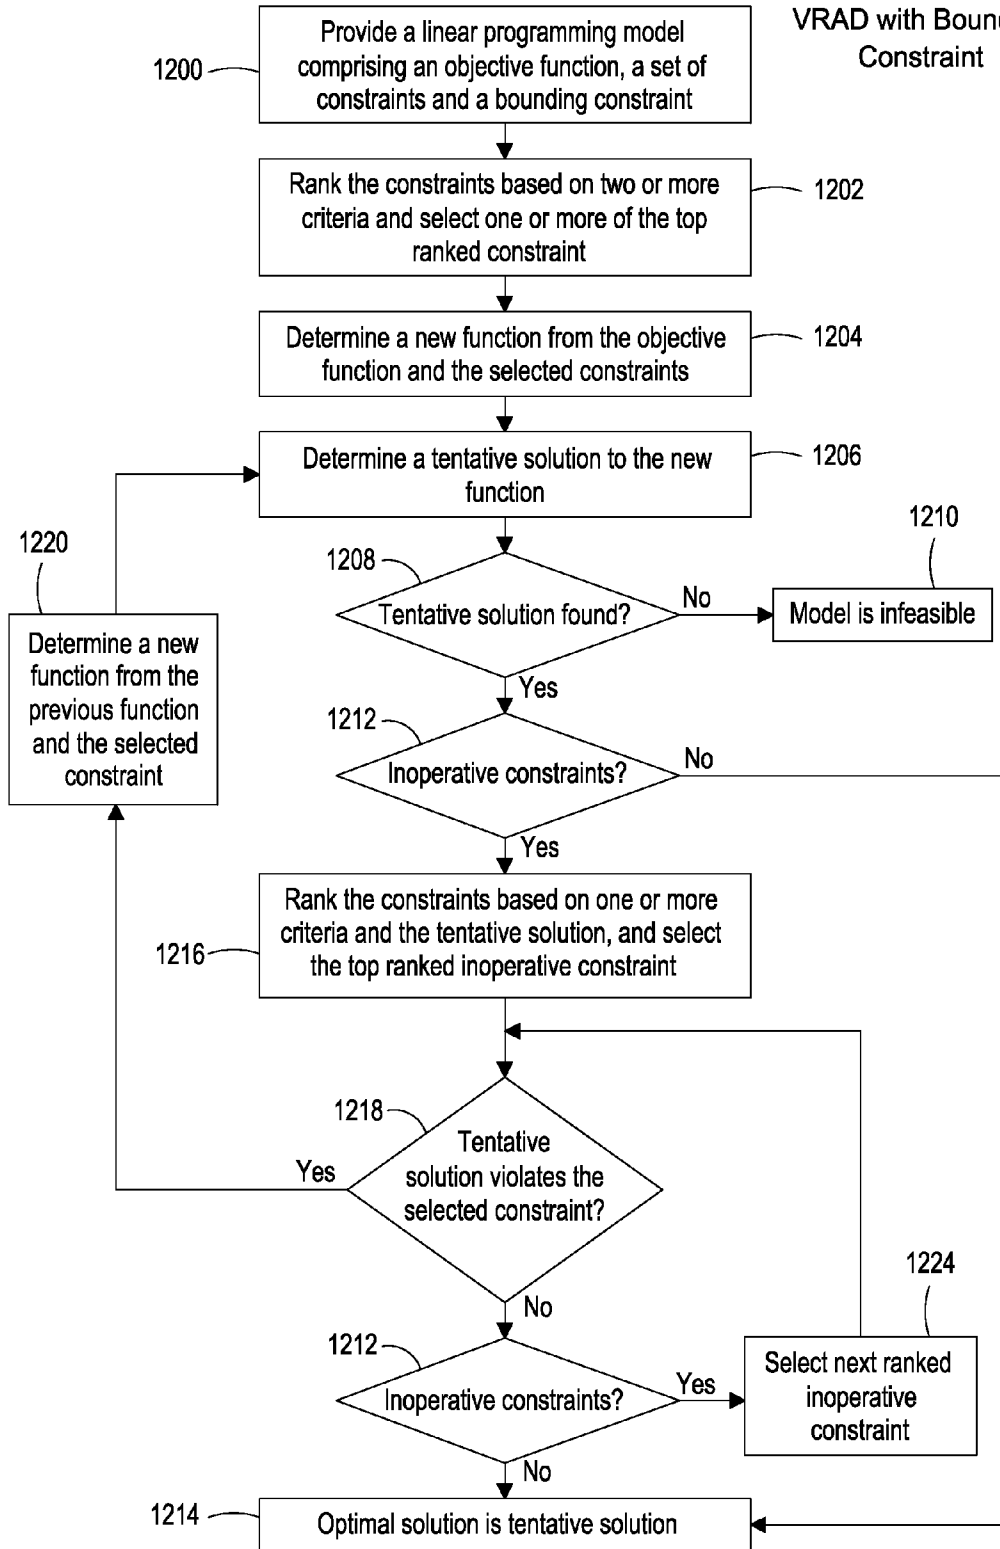 VRAD with Boun
Constraint
1200
Provide a linear programming model
comprising an objective function, a set of
constraints and a bounding constraint
Rank the constraints based on two or more
criteria and select one or more of the top
ranked constraint
1202
Determine a new function from the objective
function and the selected constraints
1204
Determine a tentative solution to the new
function
1206
1220
Determine a new
function from the
previous function
and the selected
constraint
1208
Tentative solution found?
No
1210
Model is infeasible
Yes
1212
Inoperative constraints?
No
Yes
1216
Rank the constraints based on one or more
criteria and the tentative solution, and select
the top ranked inoperative constraint
1218
Tentative
solution violates the
selected constraint?
Yes
No
1212
Inoperative constraints?
Yes
1224
Select next ranked
inoperative
constraint
No
1214
Optimal solution is tentative solution